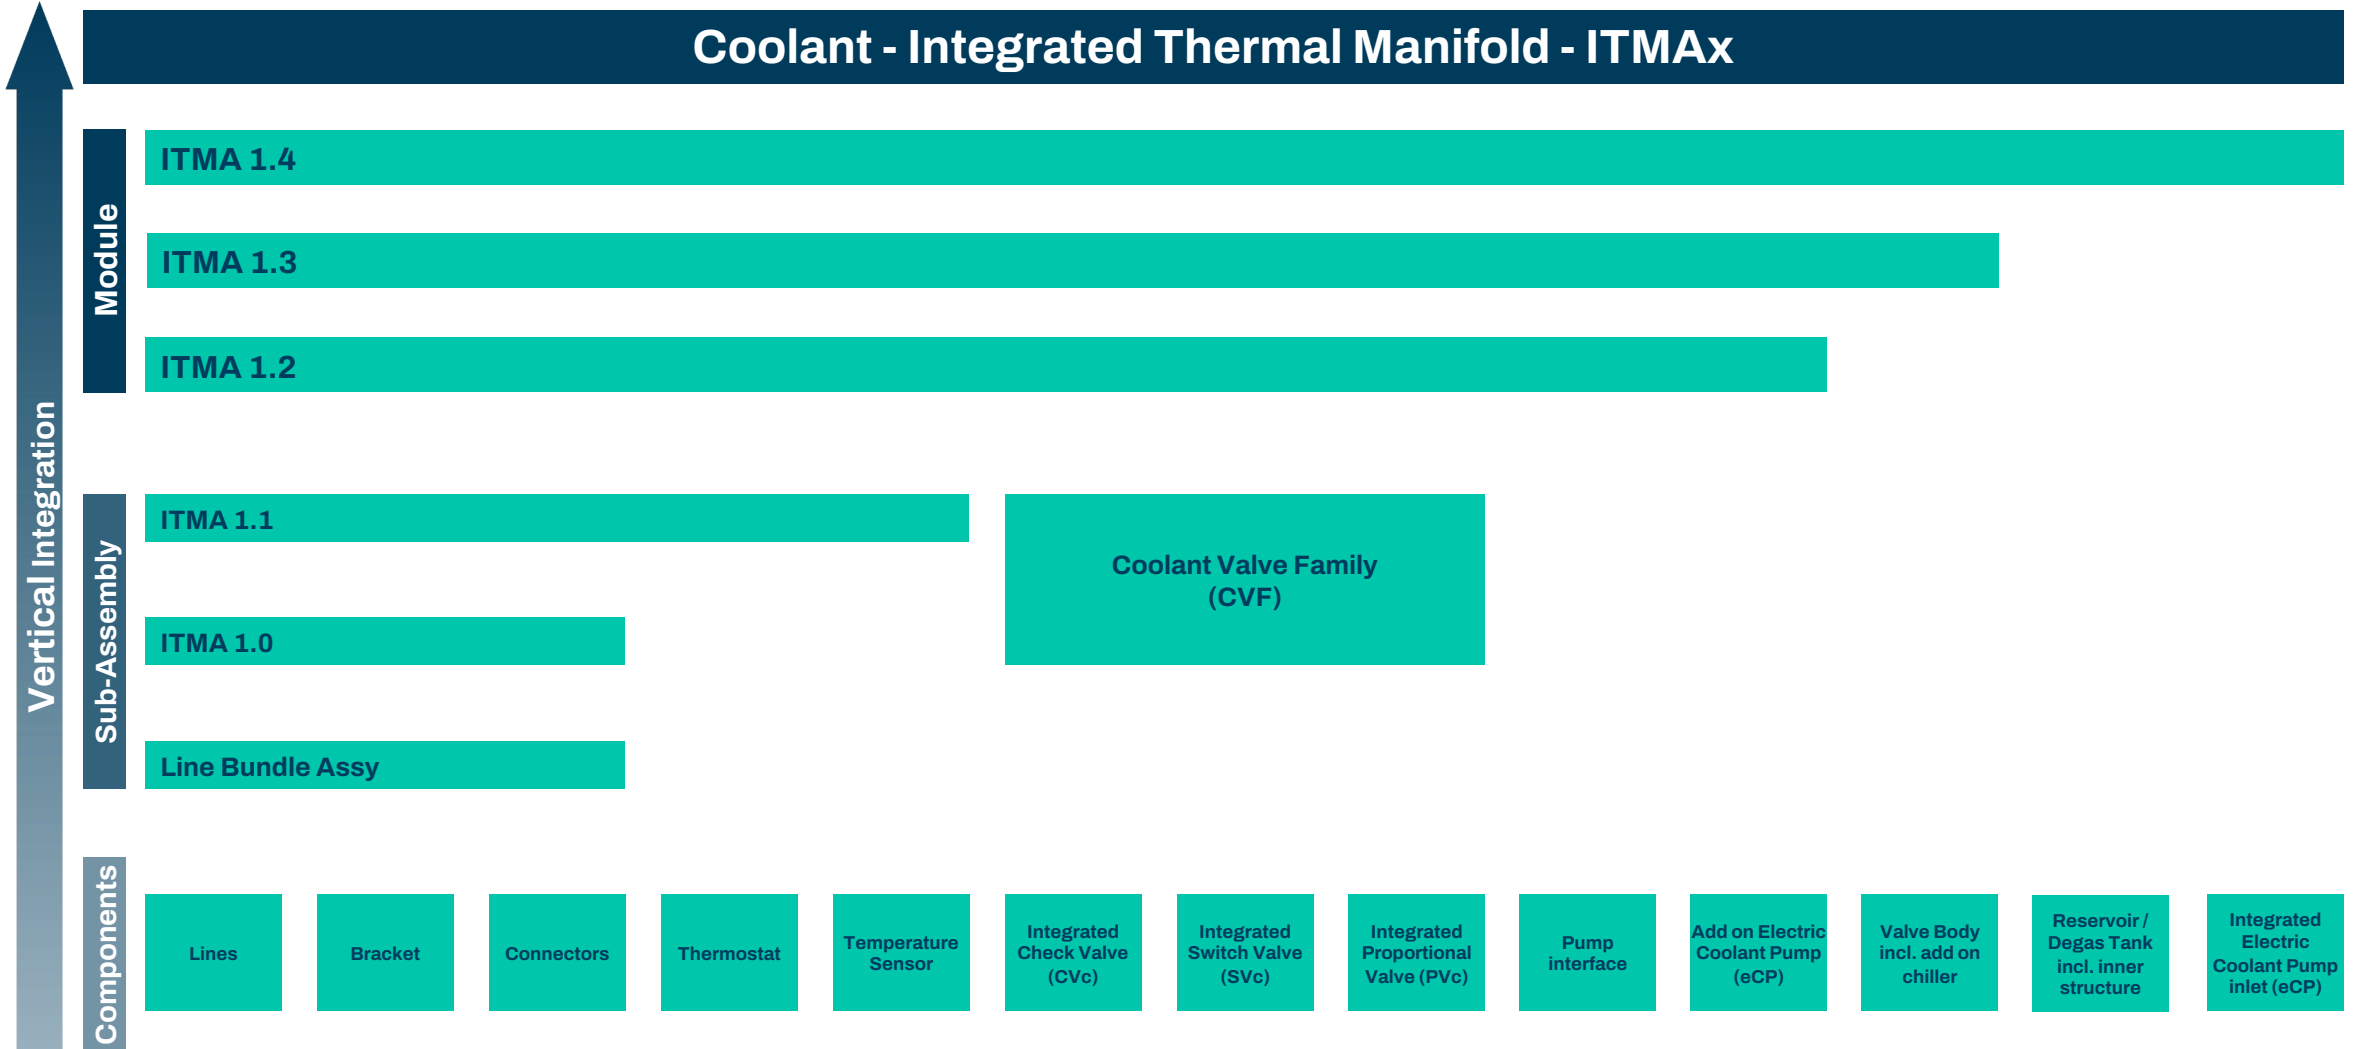 Coolant - Integrated Thermal Manifold - ITMAx
Vertical Integration
Module
ITMA 1.4
ITMA 1.3
ITMA 1.2
Sub-Assembly
ITMA 1.1
Coolant Valve Family
(CVF)
ITMA 1.0
Line Bundle Assy
Components
Lines
Bracket
Connectors
Thermostat
Temperature
Sensor
Integrated
Check Valve
(CVc)
Integrated
Switch Valve
(SVc)
Integrated
Proportional
Valve (PVc)
Pump
interface
Add on Electric
Coolant Pump
(eCP)
Valve Body
incl. add on
chiller
Reservoir /
Degas Tank
incl. inner
structure
Integrated
Electric
Coolant Pump
inlet (eCP)